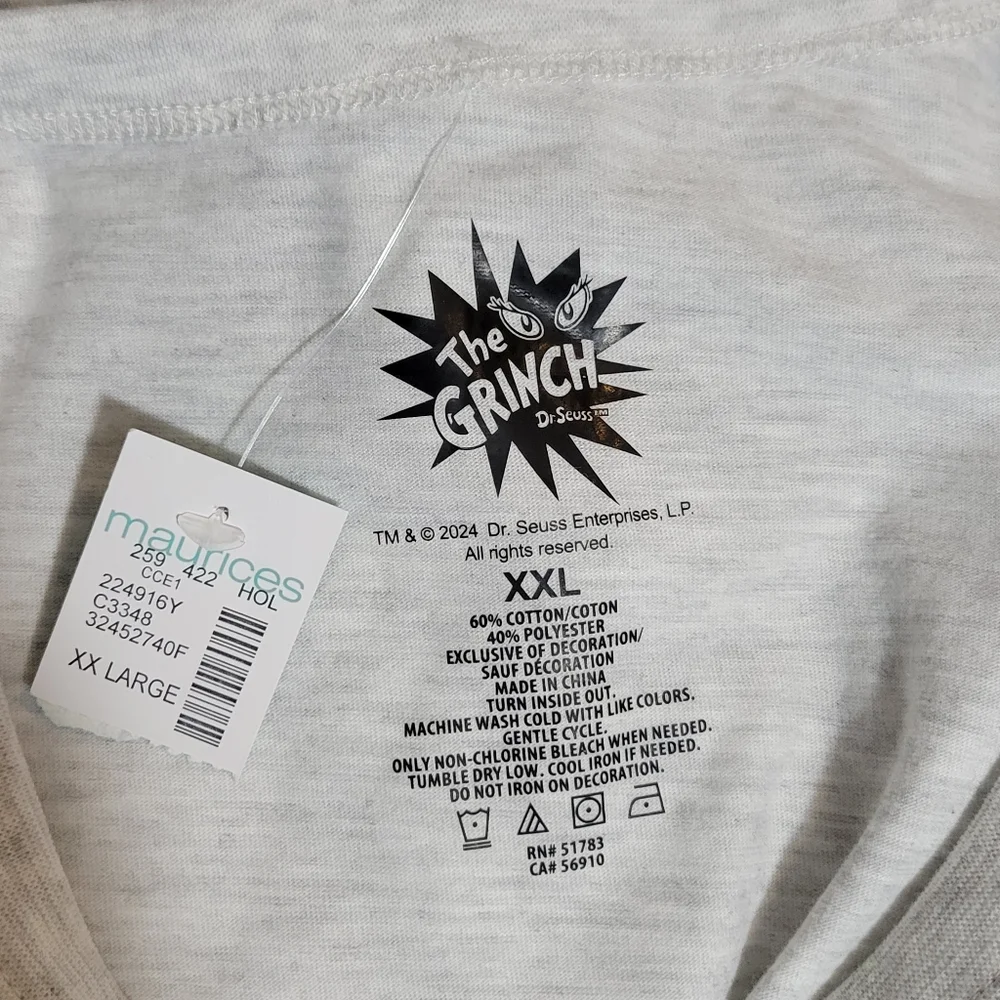 The
GRINCH
Dr. Seuss™
TM & © 2024 Dr. Seuss Enterprises, L.P.
All rights reserved.
XXL
60% COTTON/COTON
40% POLYESTER
EXCLUSIVE OF DECORATION/
SAUF DÉCORATION
MADE IN CHINA
TURN INSIDE OUT.
MACHINE WASH COLD WITH LIKE COLORS.
GENTLE CYCLE.
ONLY NON-CHLORINE BLEACH WHEN NEEDED.
TUMBLE DRY LOW. COOL IRON IF NEEDED.
DO NOT IRON ON DECORATION.
RN# 51783
CA# 56910
maurices
259 422 HOL
CCE1
224916Y
C3348
32452740F
XX LARGE